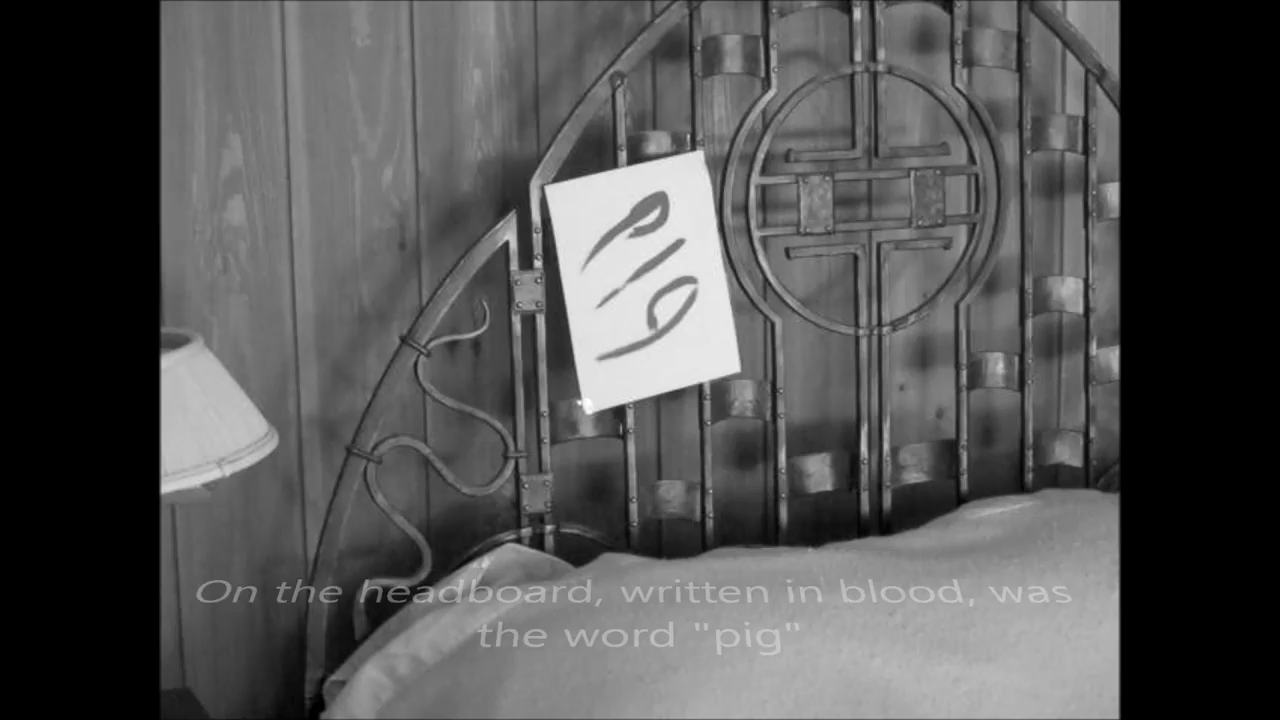 PIG
On the headboard, written in blood, was
the word "pig"